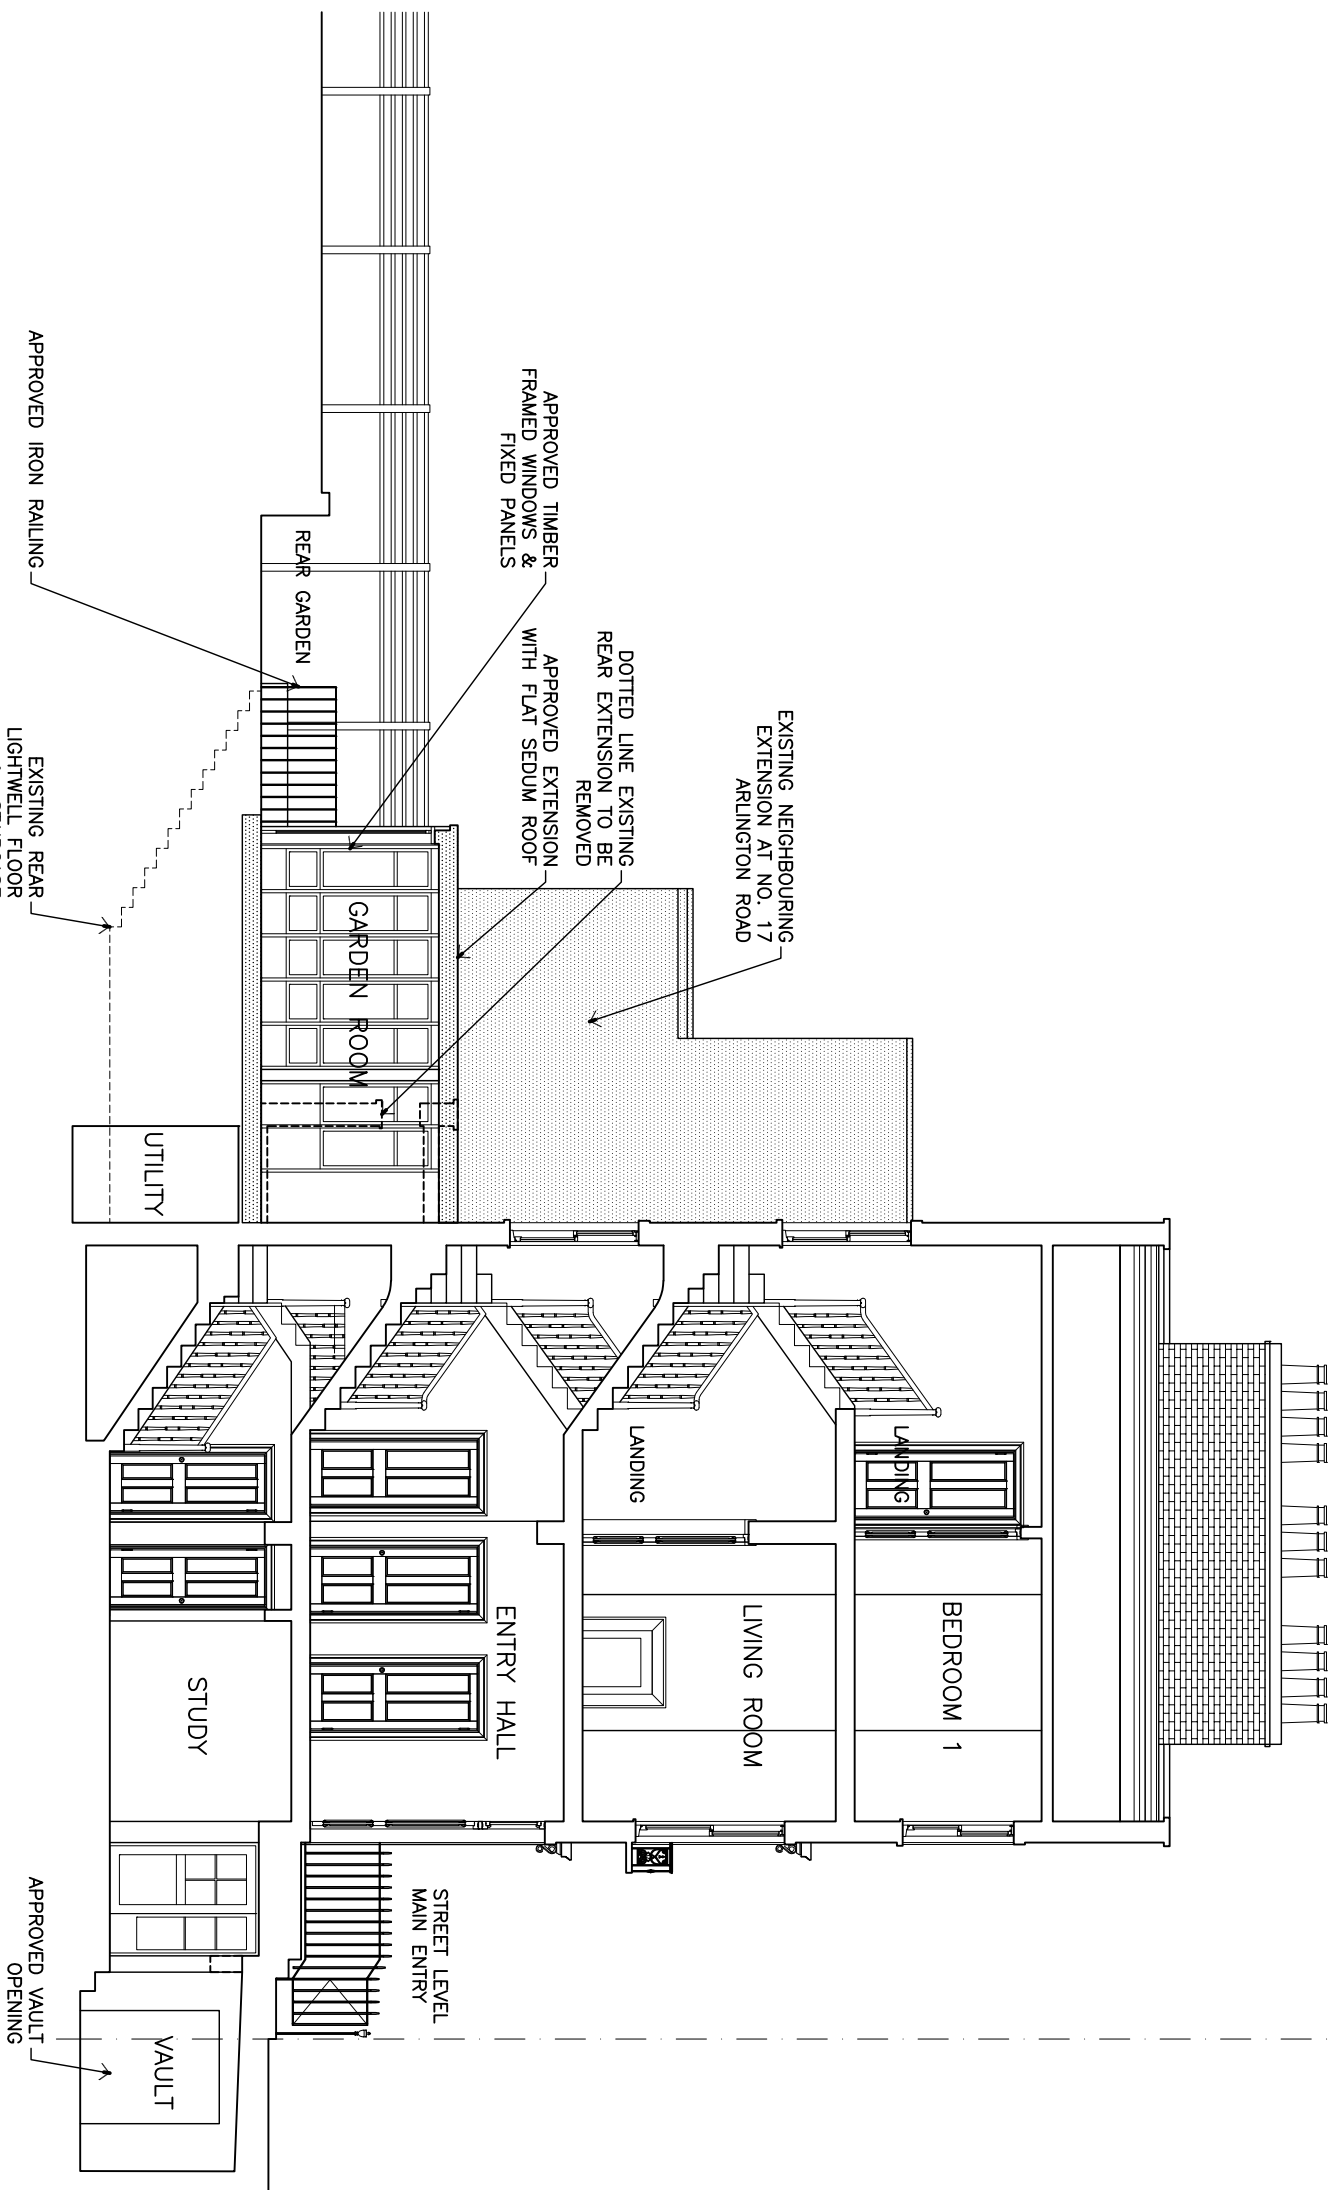 EXISTING NEIGHBOURING
EXTENSION AT NO. 17
ARLINGTON ROAD
DOTTED LINE EXISTING
REAR EXTENSION TO BE
REMOVED
APPROVED EXTENSION
WITH FLAT SEDUM ROOF
APPROVED TIMBER
FRAMED WINDOWS &
FIXED PANELS
REAR GARDEN
APPROVED IRON RAILING
EXISTING REAR
LIGHTWELL FLOOR
GARDEN ROOM
UTILITY
LANDING
BEDROOM 1
LANDING
LIVING ROOM
ENTRY HALL
STUDY
STREET LEVEL
MAIN ENTRY
VAULT
APPROVED VAULT
OPENING